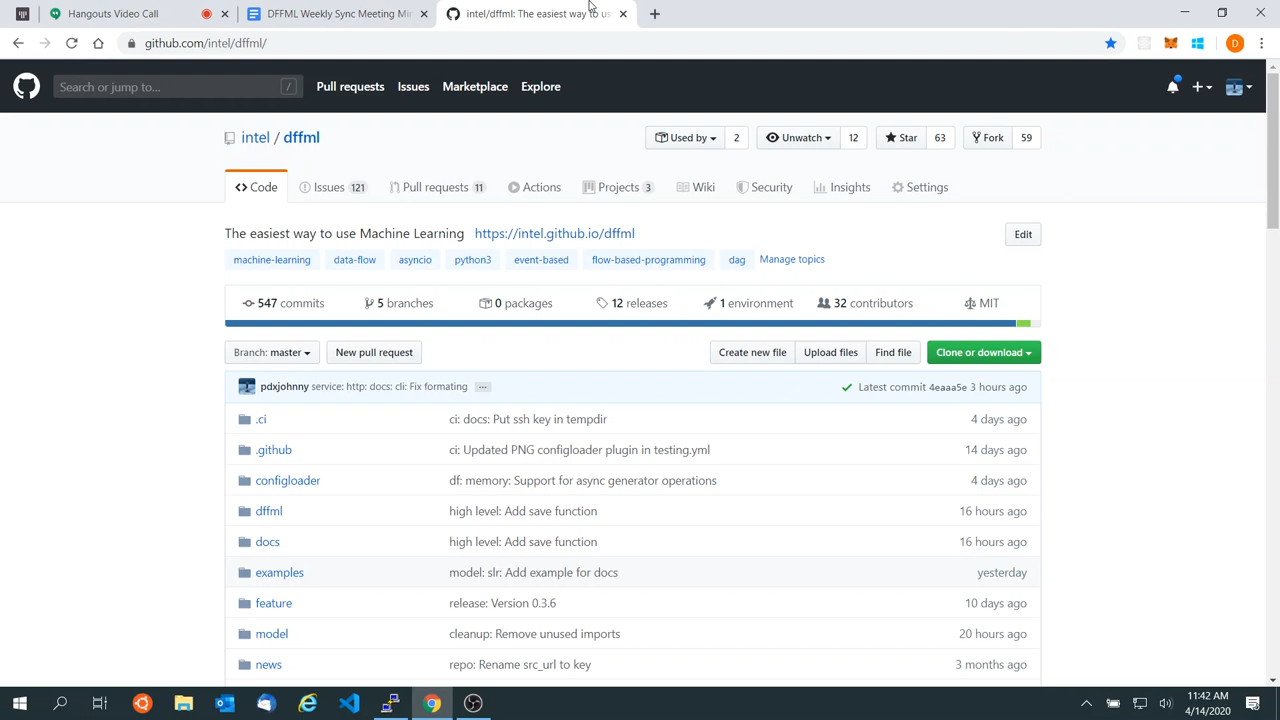 Hangouts Video Call
DFFML Weekly Sync Meeting Mi
intel/dffml: The easiest way to us
github.com/intel/dffml/
D
Search or jump to...
/
Pull requests Issues Marketplace Explore
intel / dffml
Used by 2
Unwatch 12
Star 63
Fork 59
Code
Issues 121
Pull requests 11
Actions
Projects 3
Wiki
Security
Insights
Settings
The easiest way to use Machine Learning https://intel.github.io/dffml
Edit
machine-learning data-flow asyncio python3 event-based flow-based-programming dag Manage topics
547 commits 5 branches 0 packages 12 releases 1 environment 32 contributors MIT
Branch: master New pull request Create new file Upload files Find file Clone or download
pdxjohnny service: http: docs: cli: Fix formating ... Latest commit 4eaaa5e 3 hours ago
.ci ci: docs: Put ssh key in tempdir 4 days ago
.github ci: Updated PNG configloader plugin in testing.yml 14 days ago
configloader df: memory: Support for async generator operations 4 days ago
dffml high level: Add save function 16 hours ago
docs high level: Add save function 16 hours ago
examples model: slr: Add example for docs yesterday
feature release: Version 0.3.6 10 days ago
model cleanup: Remove unused imports 20 hours ago
news repo: Rename src_url to key 3 months ago
11:42 AM
4/14/2020